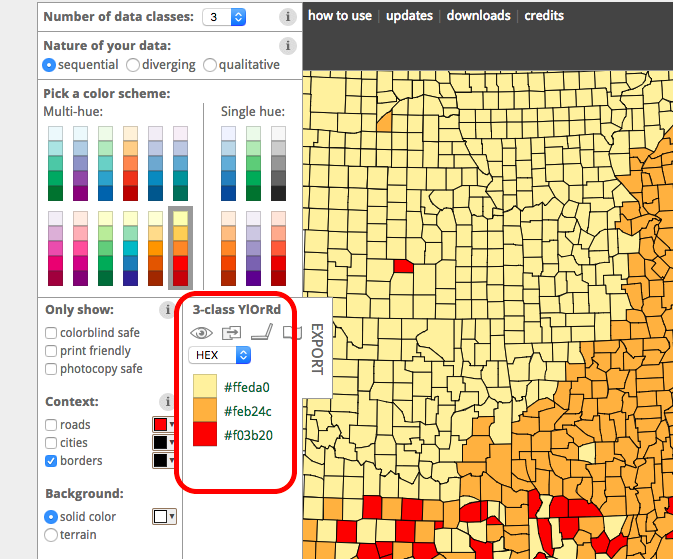 Number of data classes: 3 i
how to use | updates | downloads | credits
Nature of your data: i
sequential diverging qualitative
Pick a color scheme:
Multi-hue: Single hue:
Only show: i
colorblind safe
print friendly
photocopy safe
Context: i
roads
cities
borders
Background:
solid color
terrain
3-class YlOrRd
HEX
#ffeda0
#feb24c
#f03b20
EXPORT